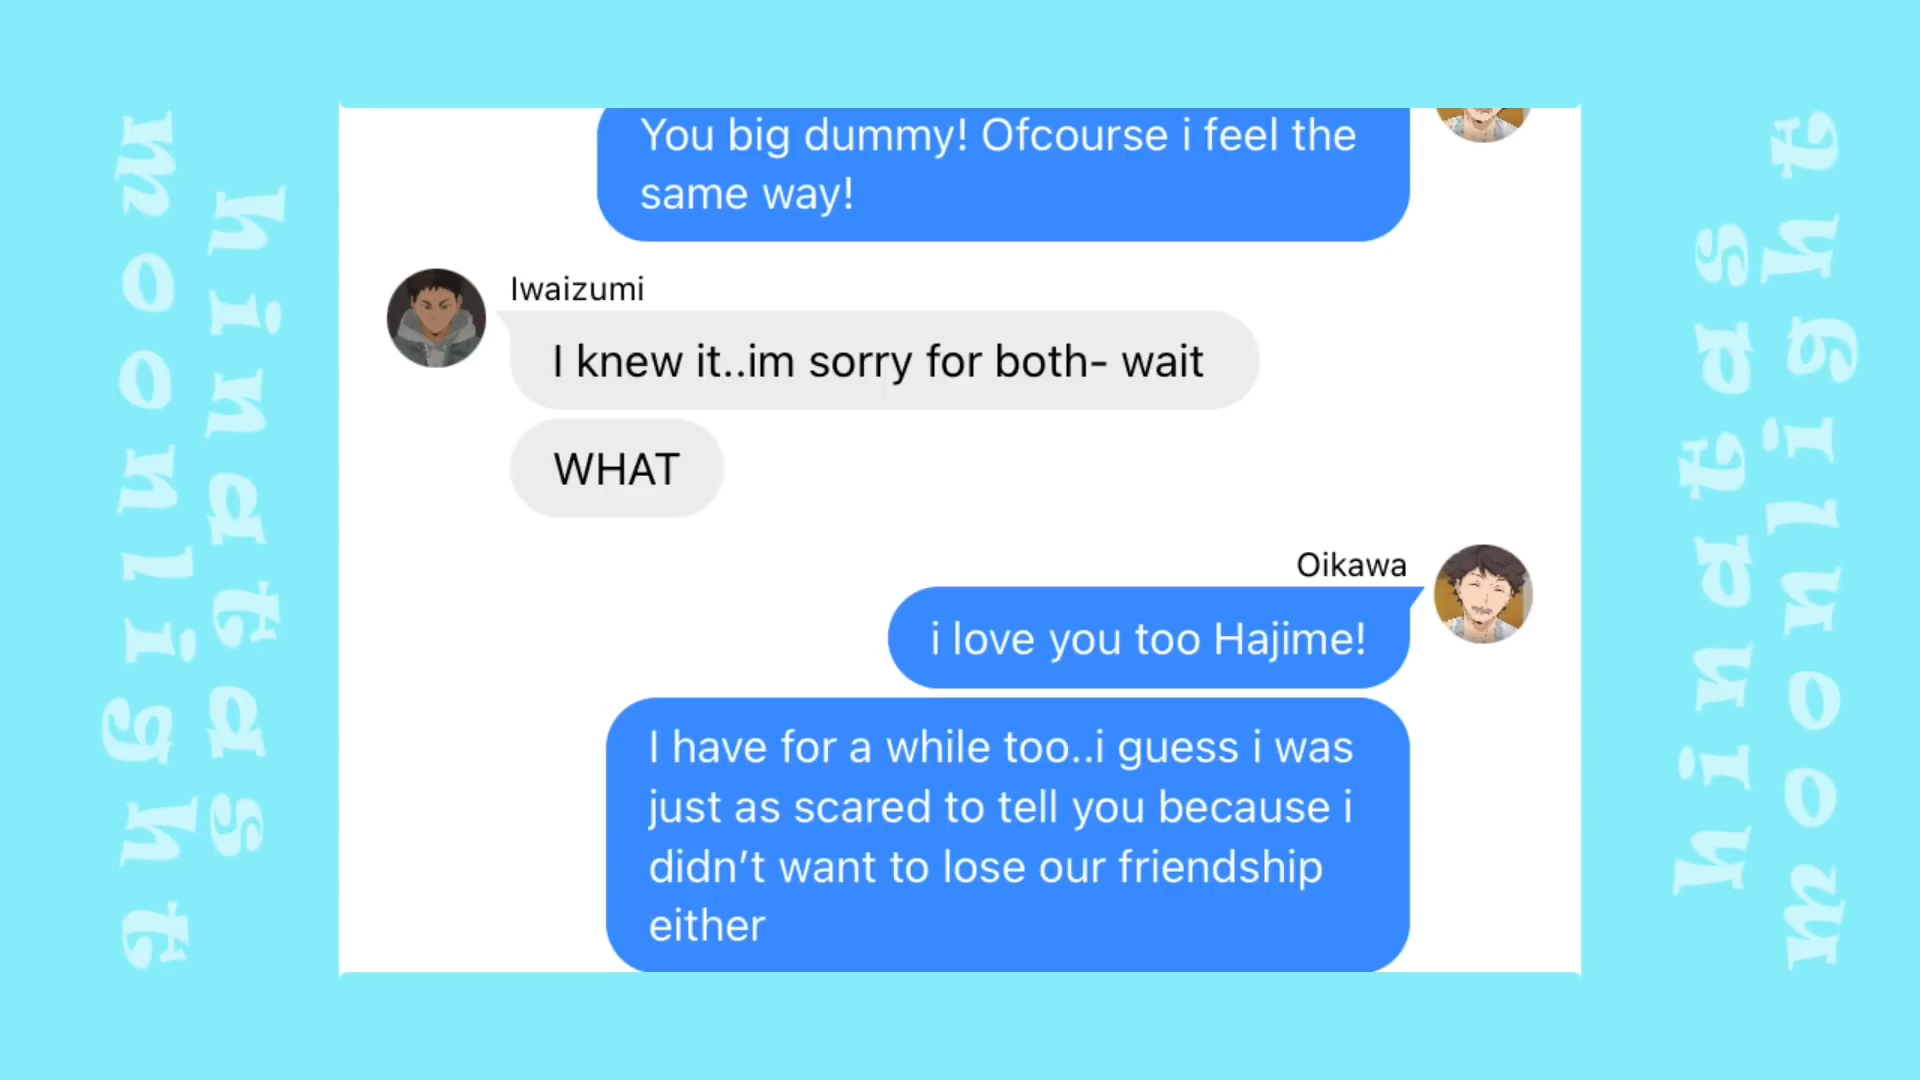 hinatas
moonlight
You big dummy! Ofcourse i feel the
same way!
Iwaizumi
I knew it..im sorry for both- wait
WHAT
Oikawa
i love you too Hajime!
I have for a while too..i guess i was
just as scared to tell you because i
didn’t want to lose our friendship
either
hinatas
moonlight